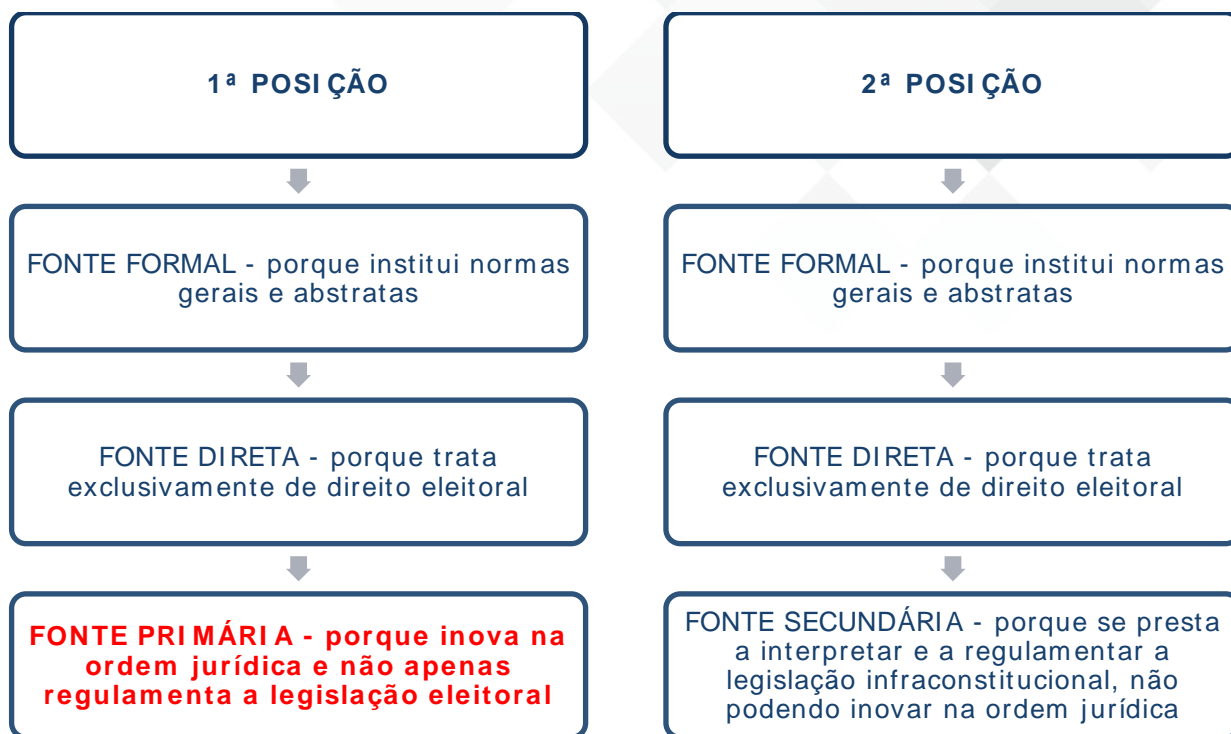 1ª POSIÇÃO
FONTE FORMAL - porque institui normas
gerais e abstratas
FONTE DIRETA - porque trata
exclusivamente de direito eleitoral
FONTE PRIMÁRIA - porque inova na
ordem jurídica e não apenas
regulamenta a legislação eleitoral
2ª POSIÇÃO
FONTE FORMAL - porque institui normas
gerais e abstratas
FONTE DIRETA - porque trata
exclusivamente de direito eleitoral
FONTE SECUNDÁRIA - porque se presta
a interpretar e a regulamentar a
legislação infraconstitucional, não
podendo inovar na ordem jurídica